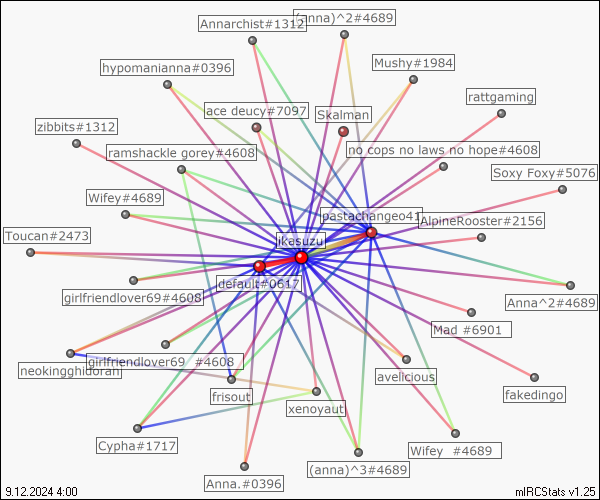 Annarchist#1312
(anna)^2#4689
hypomanianna#0396
Mushy#1984
rattgaming
ace deucy#7097
Skalman
zibbits#1312
ramshackle gorey#4608
no cops no laws no hope#4608
Soxy Foxy#5076
Wifey#4689
pastachangeo41
AlpineRooster#2156
Toucan#2473
ikasuzu
default#0617
girlfriendlover69#4608
Anna^2#4689
Mad #6901
girlfriendlover69 #4608
neokingghidorah
avelicious
fakedingo
frisout
xenoyaut
Cypha#1717
Wifey #4689
Anna.#0396
(anna)^3#4689
9.12.2024 4:00
mIRCStats v1.25